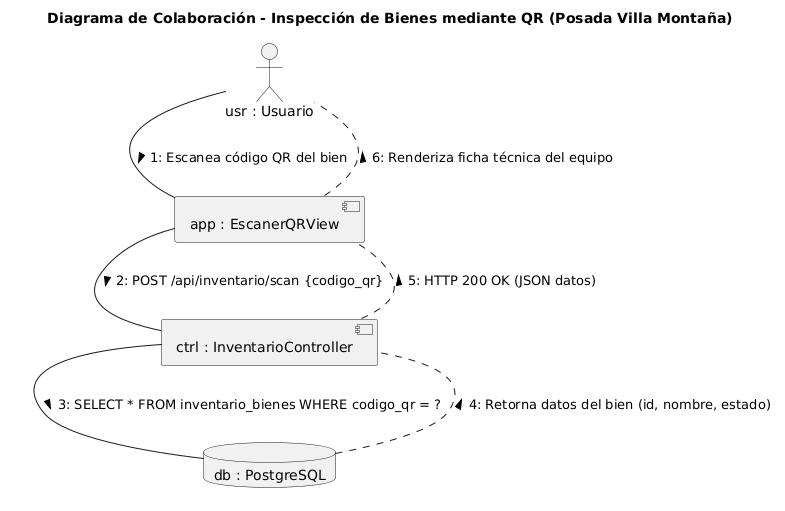 Diagrama de Colaboración - Inspección de Bienes mediante QR (Posada Villa Montaña)
usr : Usuario
1: Escanea código QR del bien
6: Renderiza ficha técnica del equipo
app : EscanerQRView
2: POST /api/inventario/scan {codigo_qr}
5: HTTP 200 OK (JSON datos)
ctrl : InventarioController
3: SELECT * FROM inventario_bienes WHERE codigo_qr = ?
4: Retorna datos del bien (id, nombre, estado)
db : PostgreSQL